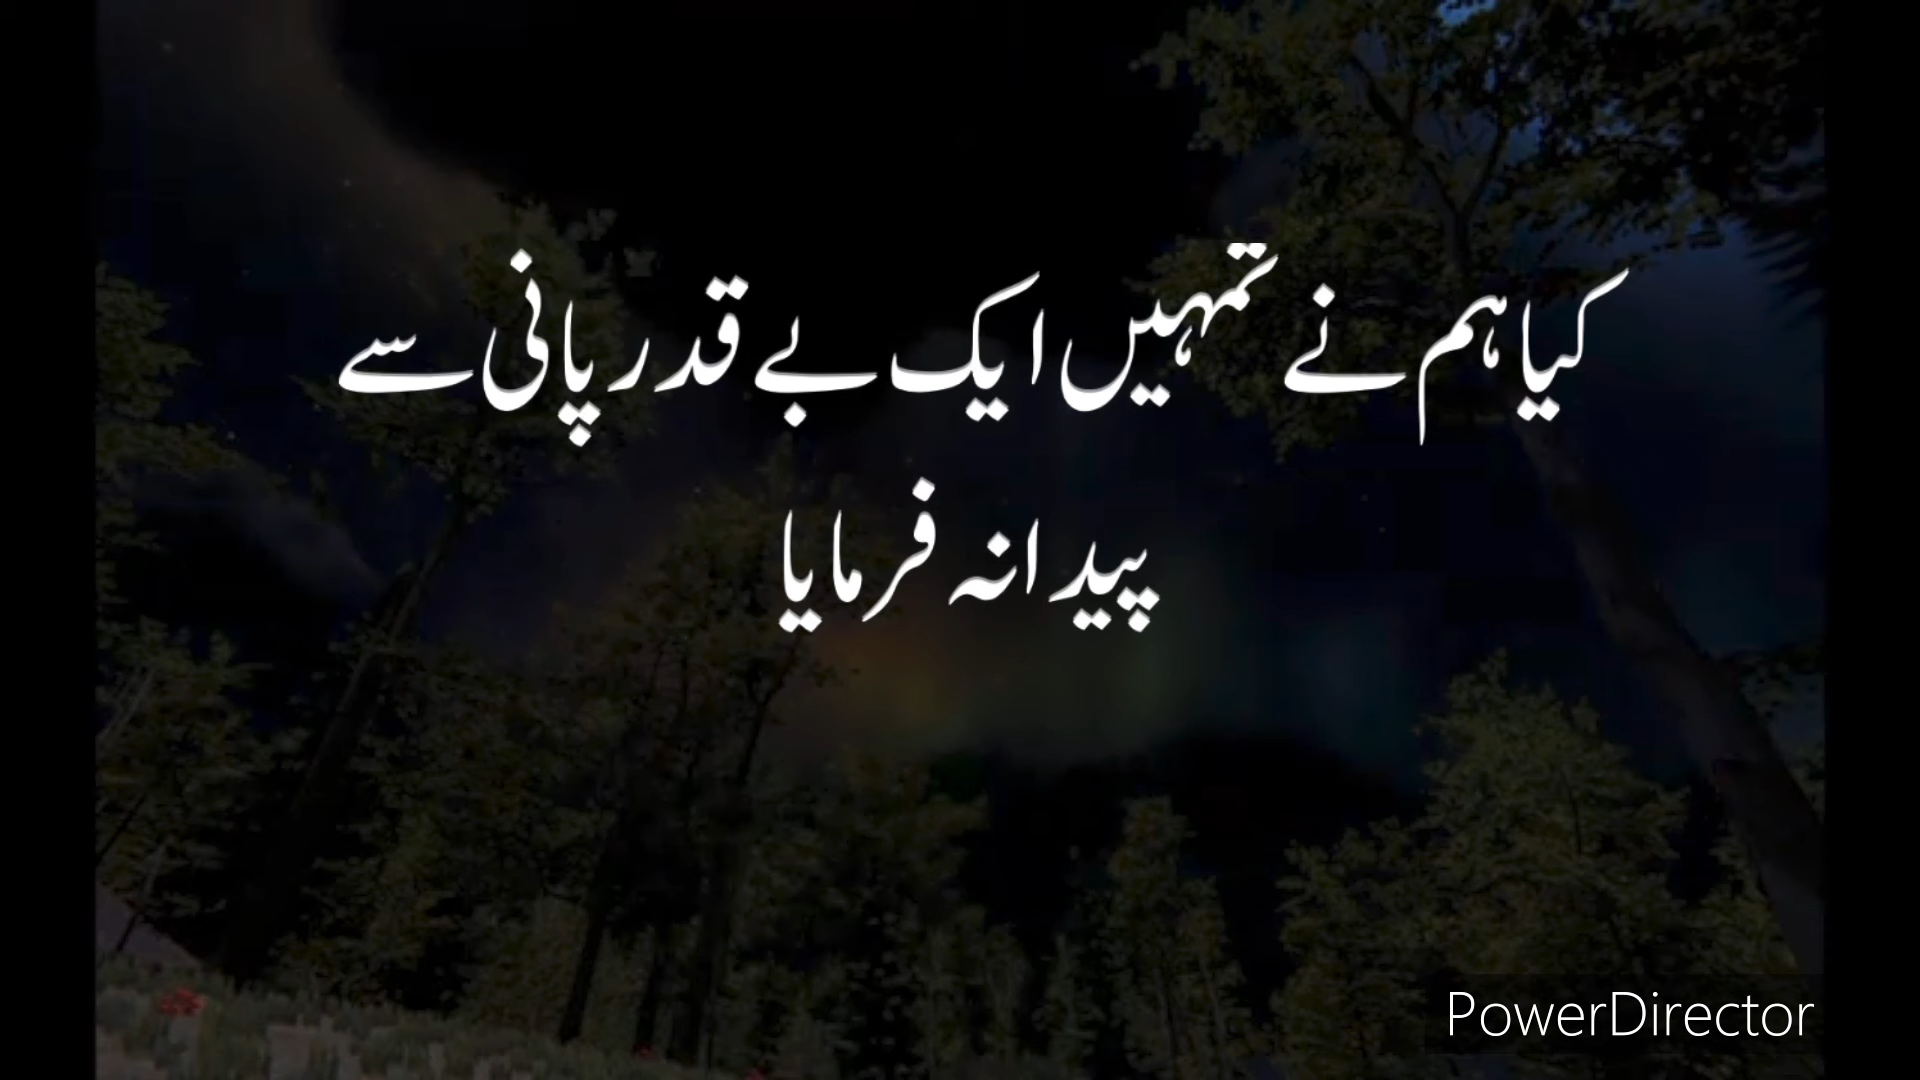 کیا ہم نے تمہیں ایک بے قدر پانی سے
پیدا نہ فرمایا
PowerDirector